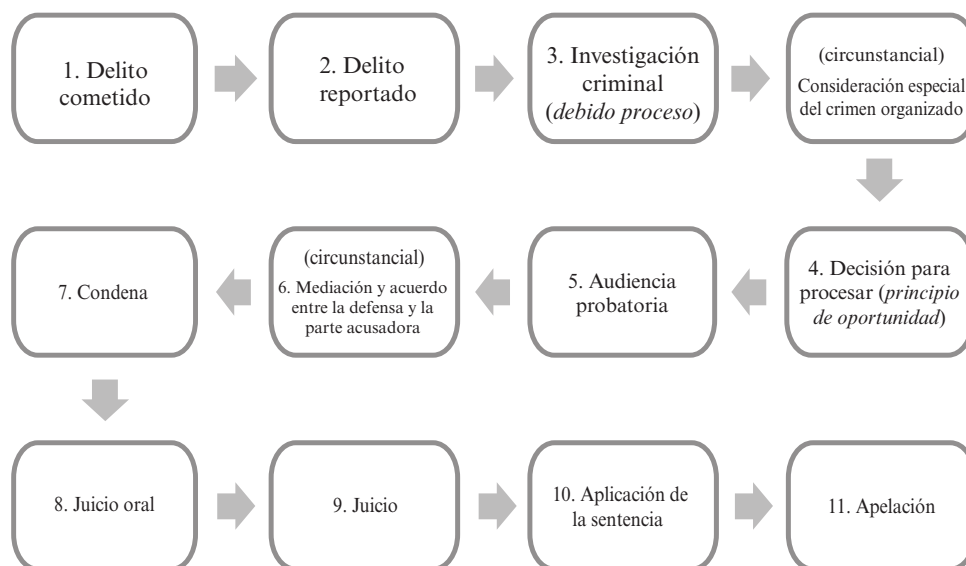 1. Delito
cometido
2. Delito
reportado
3. Investigación
criminal
(debido proceso)
(circunstancial)
Consideración especial
del crimen organizado
4. Decisión para
procesar (principio
de oportunidad)
5. Audiencia
probatoria
(circunstancial)
6. Mediación y acuerdo
entre la defensa y la
parte acusadora
7. Condena
8. Juicio oral
9. Juicio
10. Aplicación de
la sentencia
11. Apelación